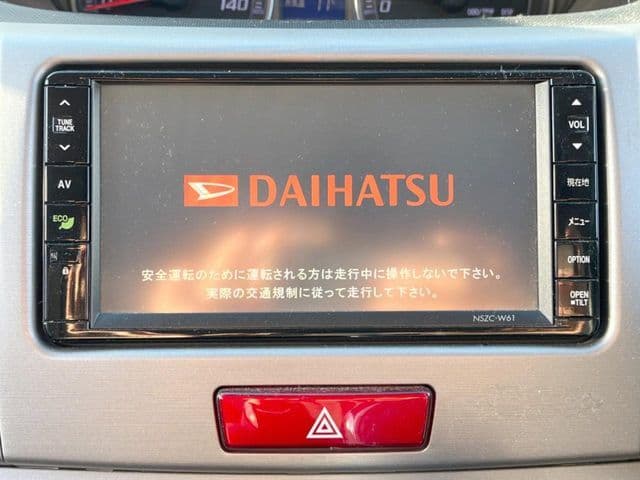 140
0
TUNE
TRACK
AV
ECO
VOL
現在地
メニュー
OPTION
OPEN
TILT
DAIHATSU
安全運転のために運転される方は走行中に操作しないで下さい。
実際の交通規制に従って走行して下さい。
NSZC-W61